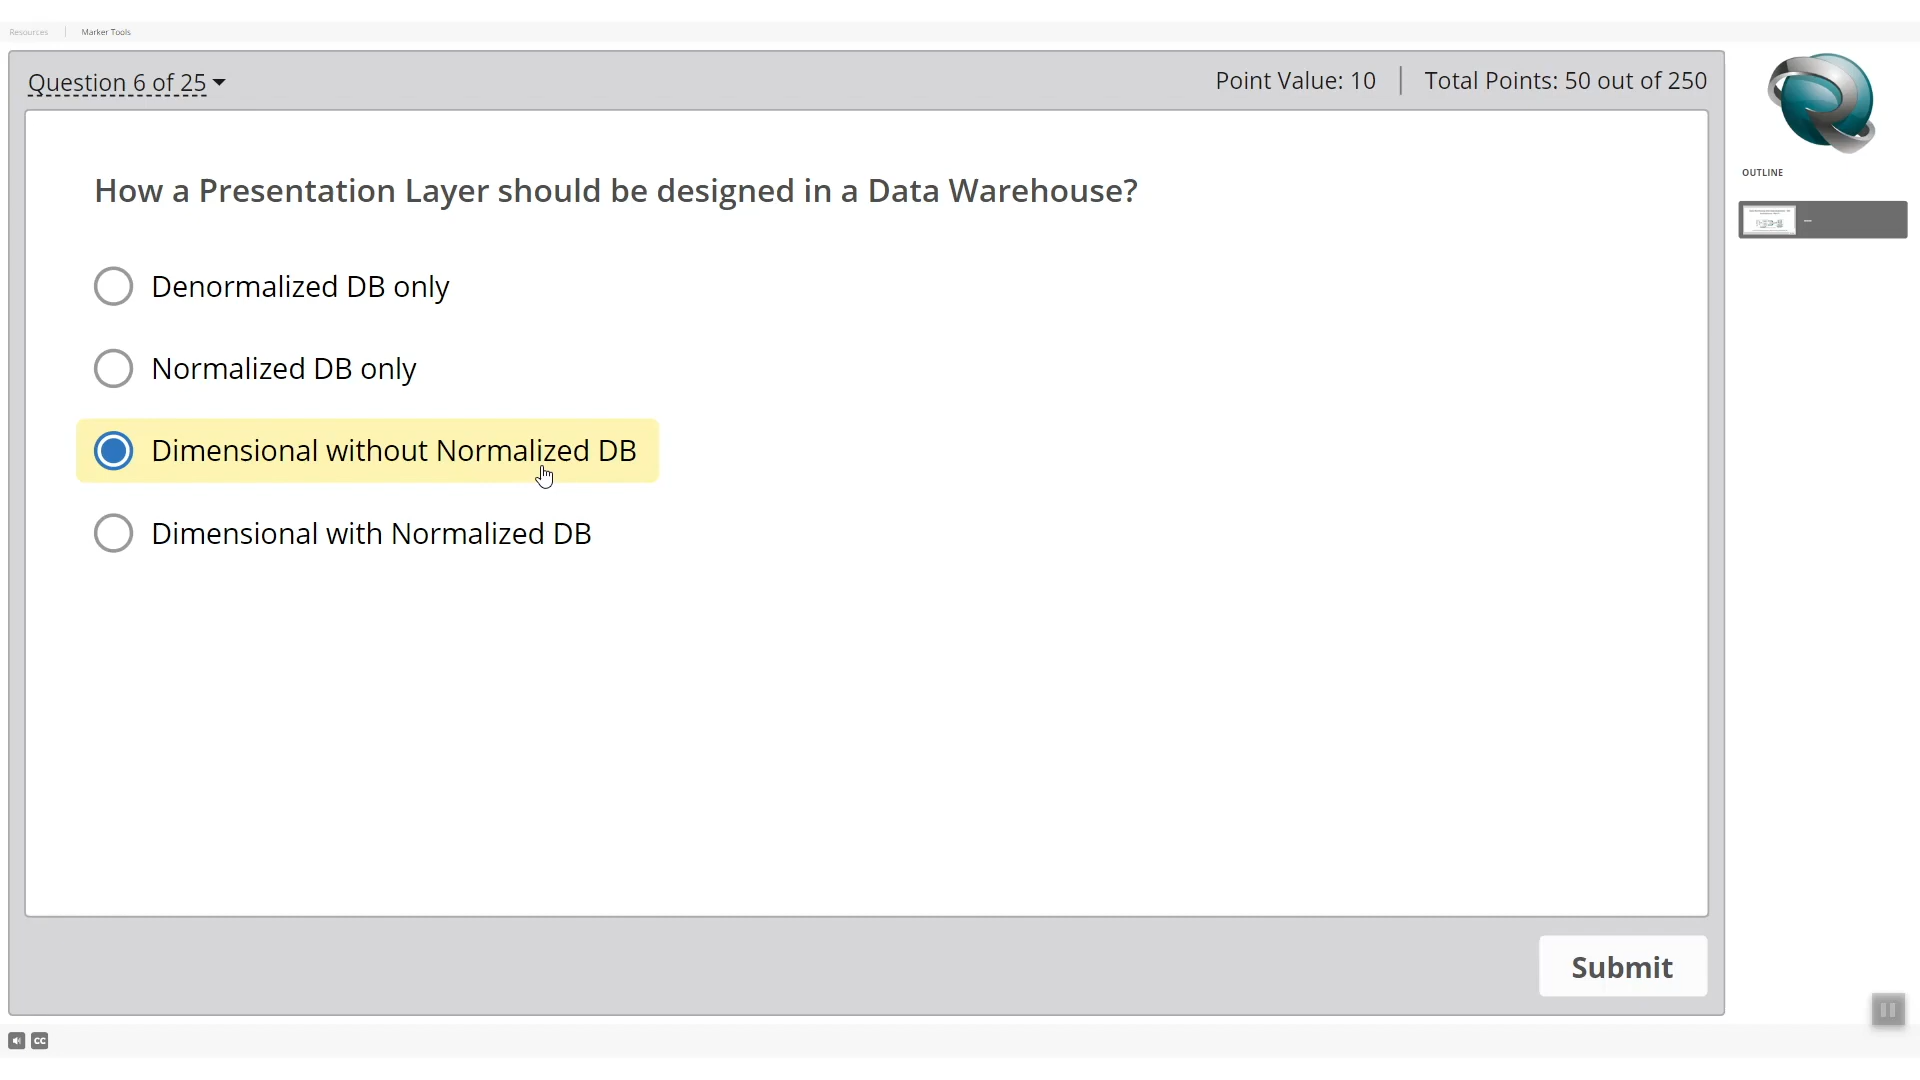 Resources
Marker Tools
Question 6 of 25
Point Value: 10
Total Points: 50 out of 250
How a Presentation Layer should be designed in a Data Warehouse?
Denormalized DB only
Normalized DB only
Dimensional without Normalized DB
Dimensional with Normalized DB
Submit
OUTLINE
CC